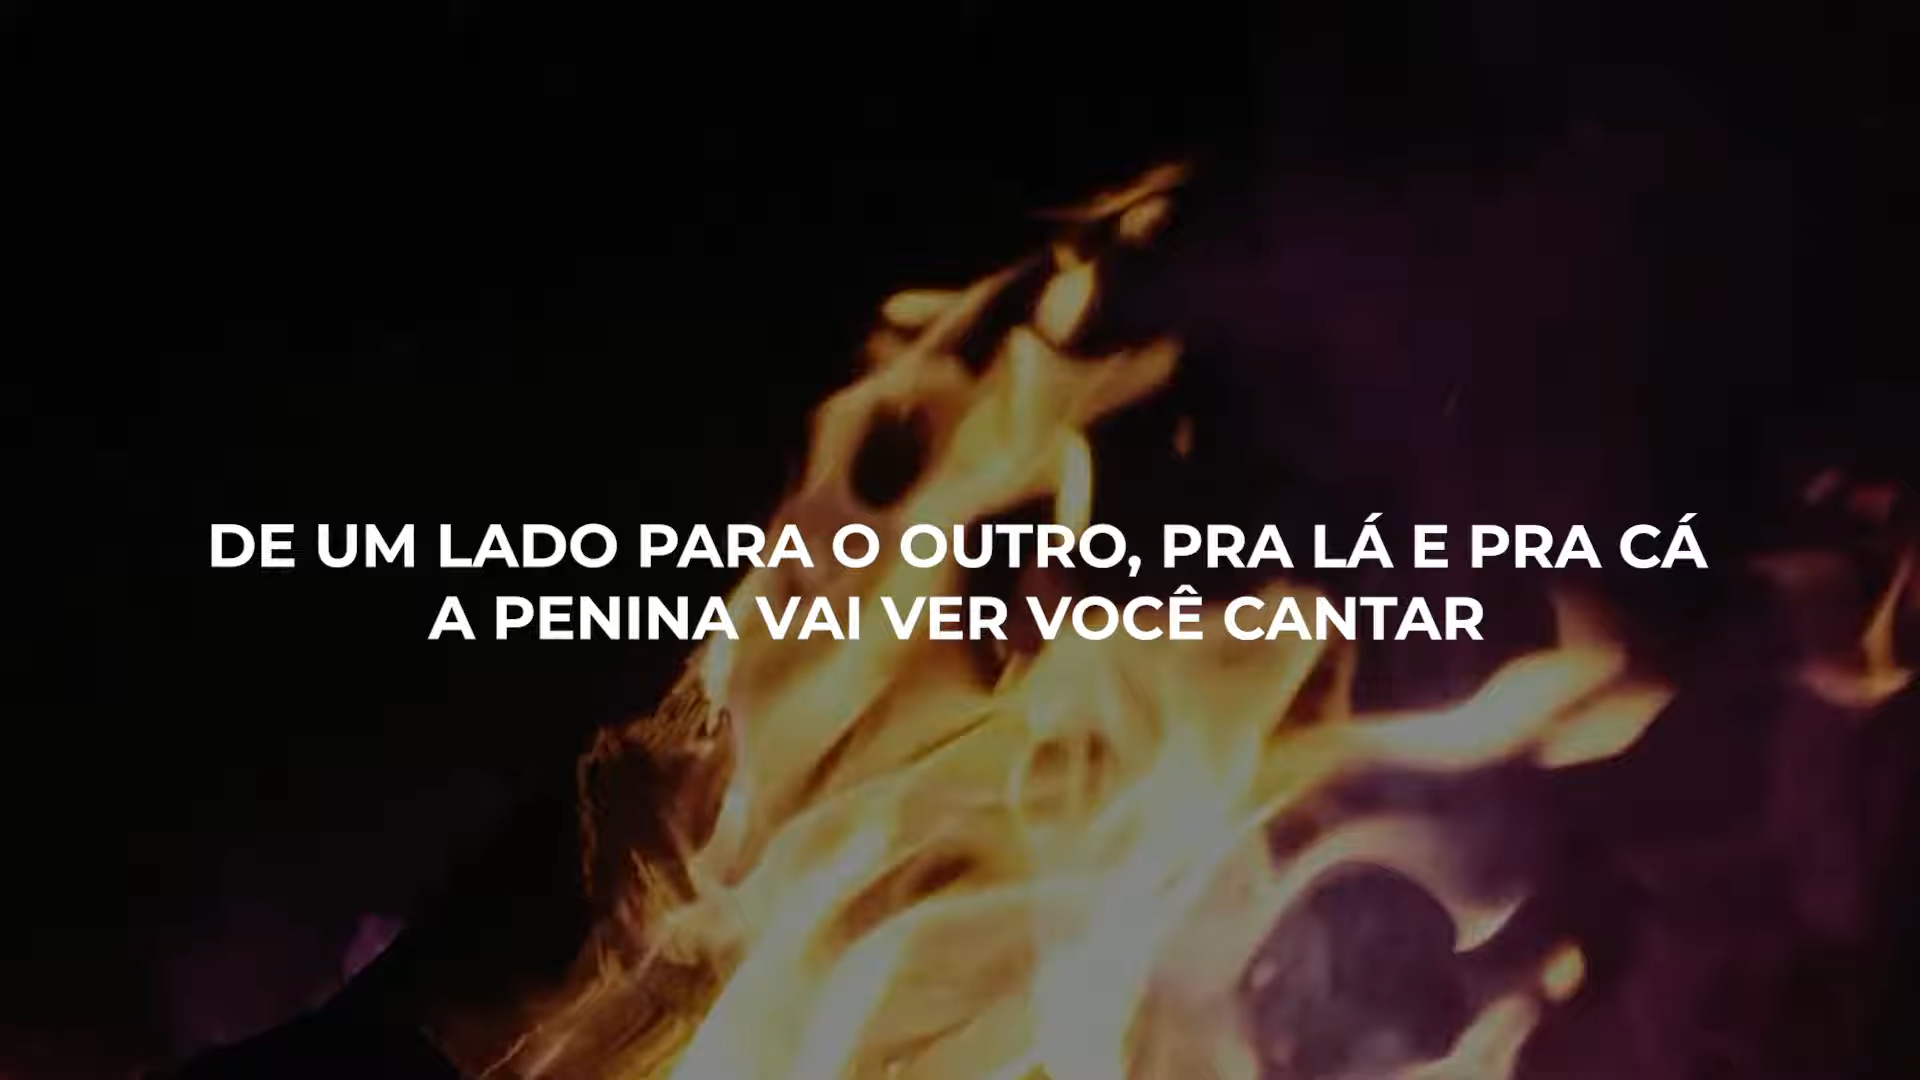 DE UM LADO PARA O OUTRO, PRA LÁ E PRA CÁ
A PENINA VAI VER VOCÊ CANTAR